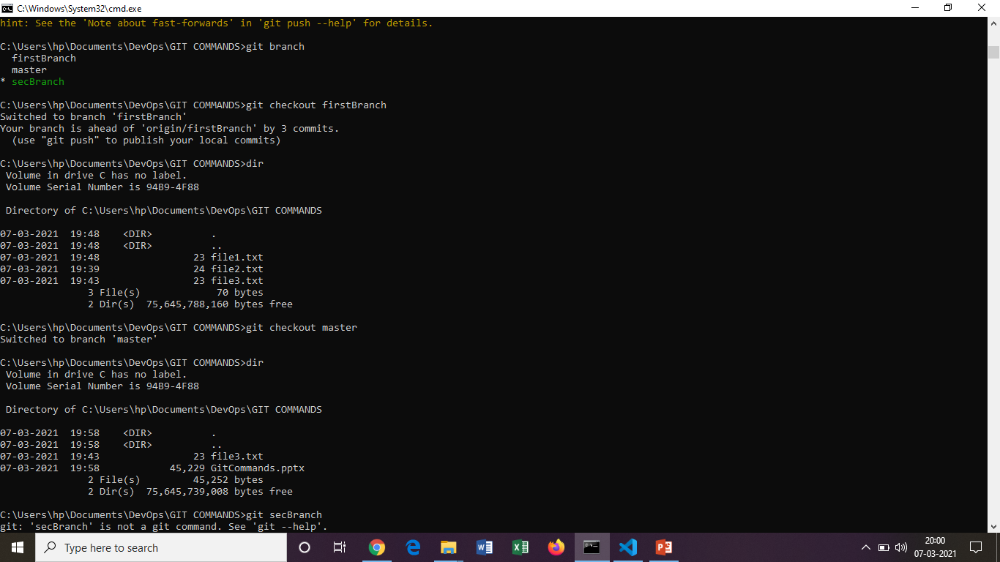 C:\Windows\System32\cmd.exe
hint: See the 'Note about fast-forwards' in 'git push --help' for details.
C:\Users\hp\Documents\DevOps\GIT COMMANDS>git branch
firstBranch
master
* secBranch
C:\Users\hp\Documents\DevOps\GIT COMMANDS>git checkout firstBranch
Switched to branch 'firstBranch'
Your branch is ahead of 'origin/firstBranch' by 3 commits.
(use "git push" to publish your local commits)
C:\Users\hp\Documents\DevOps\GIT COMMANDS>dir
Volume in drive C has no label.
Volume Serial Number is 94B9-4F88
Directory of C:\Users\hp\Documents\DevOps\GIT COMMANDS
07-03-2021  19:48    <DIR>          .
07-03-2021  19:48    <DIR>          ..
07-03-2021  19:48                23 file1.txt
07-03-2021  19:39                24 file2.txt
07-03-2021  19:43                23 file3.txt
3 File(s)             70 bytes
2 Dir(s)  75,645,788,160 bytes free
C:\Users\hp\Documents\DevOps\GIT COMMANDS>git checkout master
Switched to branch 'master'
C:\Users\hp\Documents\DevOps\GIT COMMANDS>dir
Volume in drive C has no label.
Volume Serial Number is 94B9-4F88
Directory of C:\Users\hp\Documents\DevOps\GIT COMMANDS
07-03-2021  19:58    <DIR>          .
07-03-2021  19:58    <DIR>          ..
07-03-2021  19:43                23 file3.txt
07-03-2021  19:58            45,229 GitCommands.pptx
2 File(s)         45,252 bytes
2 Dir(s)  75,645,739,008 bytes free
C:\Users\hp\Documents\DevOps\GIT COMMANDS>git secBranch
git: 'secBranch' is not a git command. See 'git --help'.
Type here to search
20:00
07-03-2021